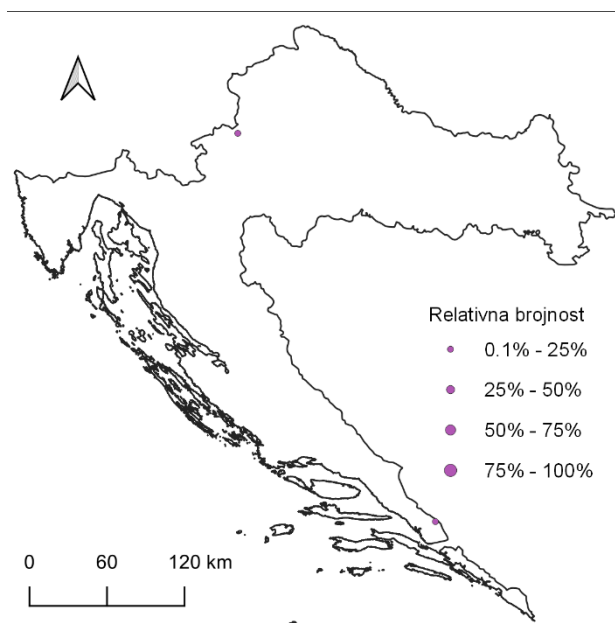 Relativna brojnost
0.1% - 25%
25% - 50%
50% - 75%
75% - 100%
0 60 120 km